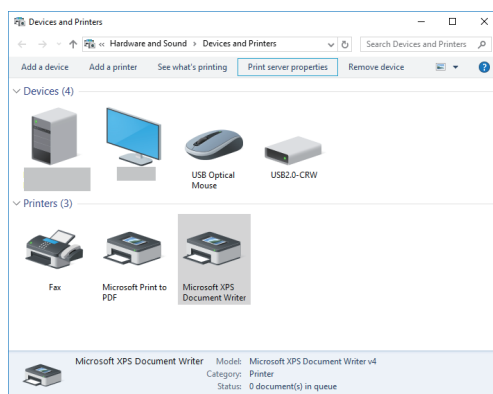 Devices and Printers
« Hardware and Sound › Devices and Printers
Search Devices and Printers
Add a device Add a printer See what's printing Print server properties Remove device
Devices (4)
USB Optical
Mouse
USB2.0-CRW
Printers (3)
Fax
Microsoft Print to
PDF
Microsoft XPS
Document Writer
Microsoft XPS Document Writer Model: Microsoft XPS Document Writer v4
Category: Printer
Status: 0 document(s) in queue